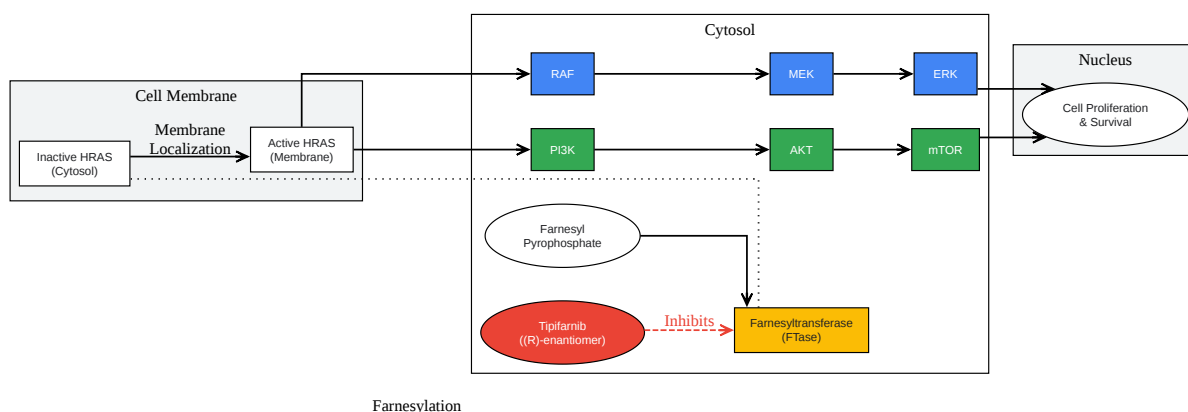 Cytosol
Nucleus
Cell Membrane
RAF
MEK
ERK
Cell Proliferation
& Survival
Membrane
Localization
Active HRAS
(Membrane)
Inactive HRAS
(Cytosol)
PI3K
AKT
mTOR
Farnesyl
Pyrophosphate
Tipifarnib
((R)-enantiomer)
Inhibits
Farnesyltransferase
(FTase)
Farnesylation